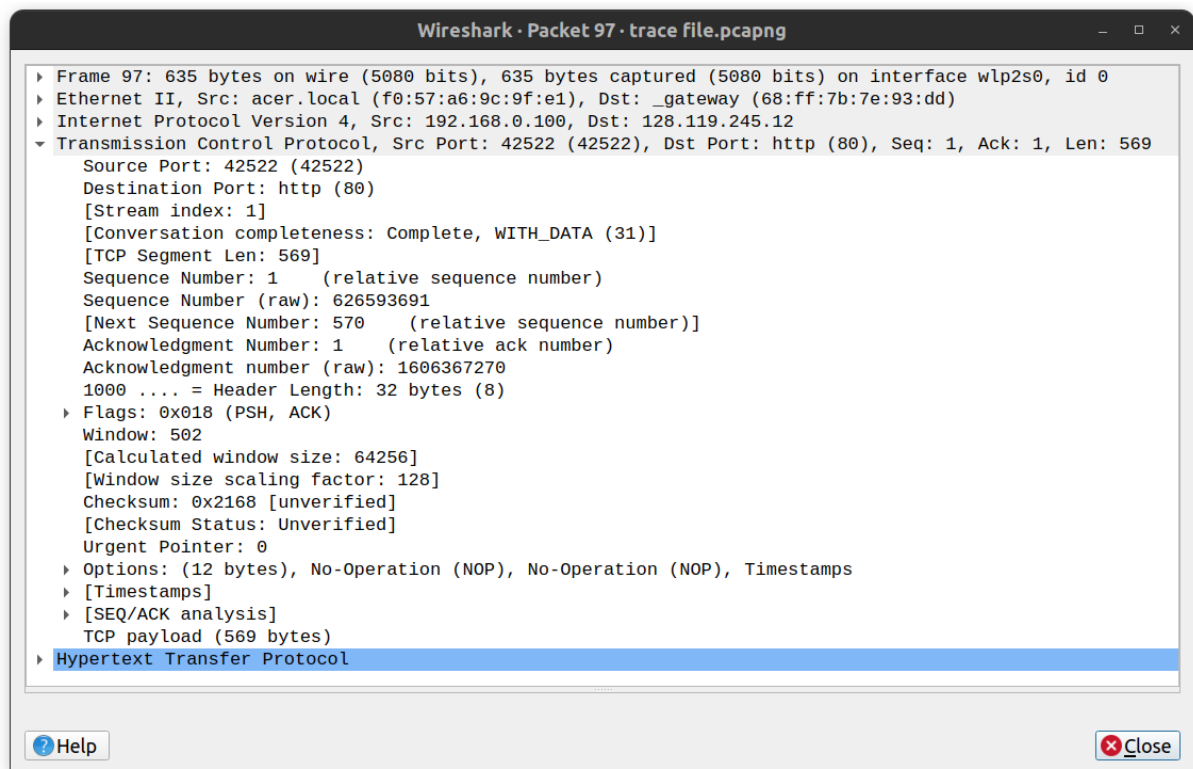 Wireshark · Packet 97 · trace file.pcapng
Frame 97: 635 bytes on wire (5080 bits), 635 bytes captured (5080 bits) on interface wlp2s0, id 0
Ethernet II, Src: acer.local (f0:57:a6:9c:9f:e1), Dst: _gateway (68:ff:7b:7e:93:dd)
Internet Protocol Version 4, Src: 192.168.0.100, Dst: 128.119.245.12
Transmission Control Protocol, Src Port: 42522 (42522), Dst Port: http (80), Seq: 1, Ack: 1, Len: 569
Source Port: 42522 (42522)
Destination Port: http (80)
[Stream index: 1]
[Conversation completeness: Complete, WITH_DATA (31)]
[TCP Segment Len: 569]
Sequence Number: 1    (relative sequence number)
Sequence Number (raw): 626593691
[Next Sequence Number: 570    (relative sequence number)]
Acknowledgment Number: 1    (relative ack number)
Acknowledgment number (raw): 1606367270
1000 .... = Header Length: 32 bytes (8)
Flags: 0x018 (PSH, ACK)
Window: 502
[Calculated window size: 64256]
[Window size scaling factor: 128]
Checksum: 0x2168 [unverified]
[Checksum Status: Unverified]
Urgent Pointer: 0
Options: (12 bytes), No-Operation (NOP), No-Operation (NOP), Timestamps
[Timestamps]
[SEQ/ACK analysis]
TCP payload (569 bytes)
Hypertext Transfer Protocol
Help
Close